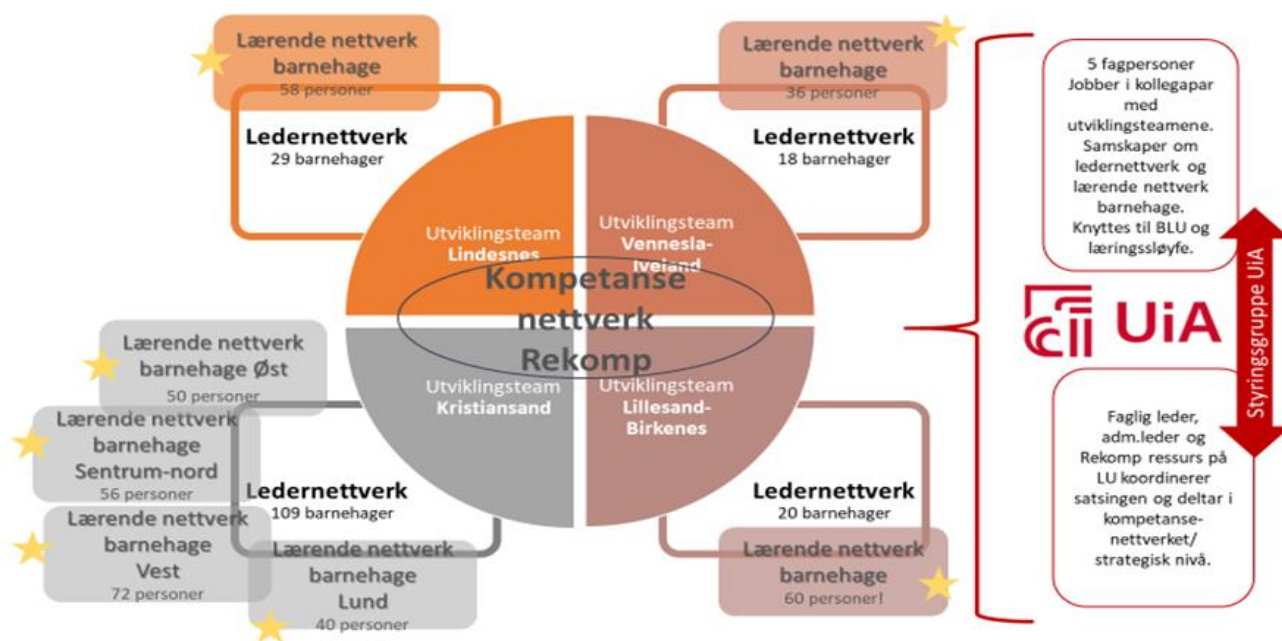 Lærende nettverk
barnehage
58 personer
Ledernettverk
29 barnehager
Utviklingsteam
Lindesnes
Lærende nettverk
barnehage
36 personer
Ledernettverk
18 barnehager
Utviklingsteam
Vennesla-
Iveland
Kompetanse
nettverk
Rekomp
Lærende nettverk
barnehage Øst
50 personer
Lærende nettverk
barnehage
Sentrum-nord
56 personer
Lærende nettverk
barnehage
Vest
72 personer
Lærende nettverk
barnehage
Lund
40 personer
Ledernettverk
109 barnehager
Utviklingsteam
Kristiansand
Utviklingsteam
Lillesand-
Birkenes
Ledernettverk
20 barnehager
Lærende nettverk
barnehage
60 personer!
5 fagpersoner
Jobber i kollegapar
med
utviklingsteamene.
Samskaper om
ledernettverk og
lærende nettverk
barnehage.
Knyttes til BLU og
læringssløyfe.
UiA
Styringsgruppe UiA
Faglig leder,
adm.leder og
Rekomp ressurs på
LU koordinerer
satsingen og deltar i
kompetanse-
nettverket/
strategisk nivå.